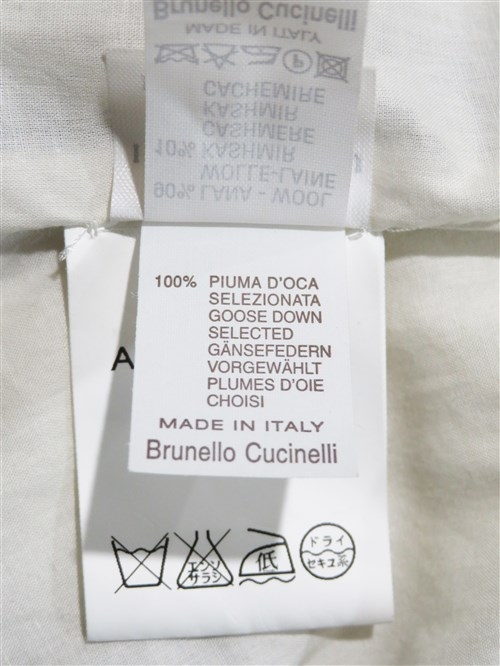 Brunello Cucinelli
MADE IN ITALY
P
CACHEMIRE
KASHMIR
CASHMERE
10% KASHMIR
WOLLE-LAINE
90% LANA - WOOL
100% PIUMA D'OCA
SELEZIONATA
GOOSE DOWN
SELECTED
GÄNSEFEDERN
VORGEWÄHLT
PLUMES D'OIE
CHOISI
MADE IN ITALY
Brunello Cucinelli
A
エンソ
サラシ
低
ドライ
セキユ系